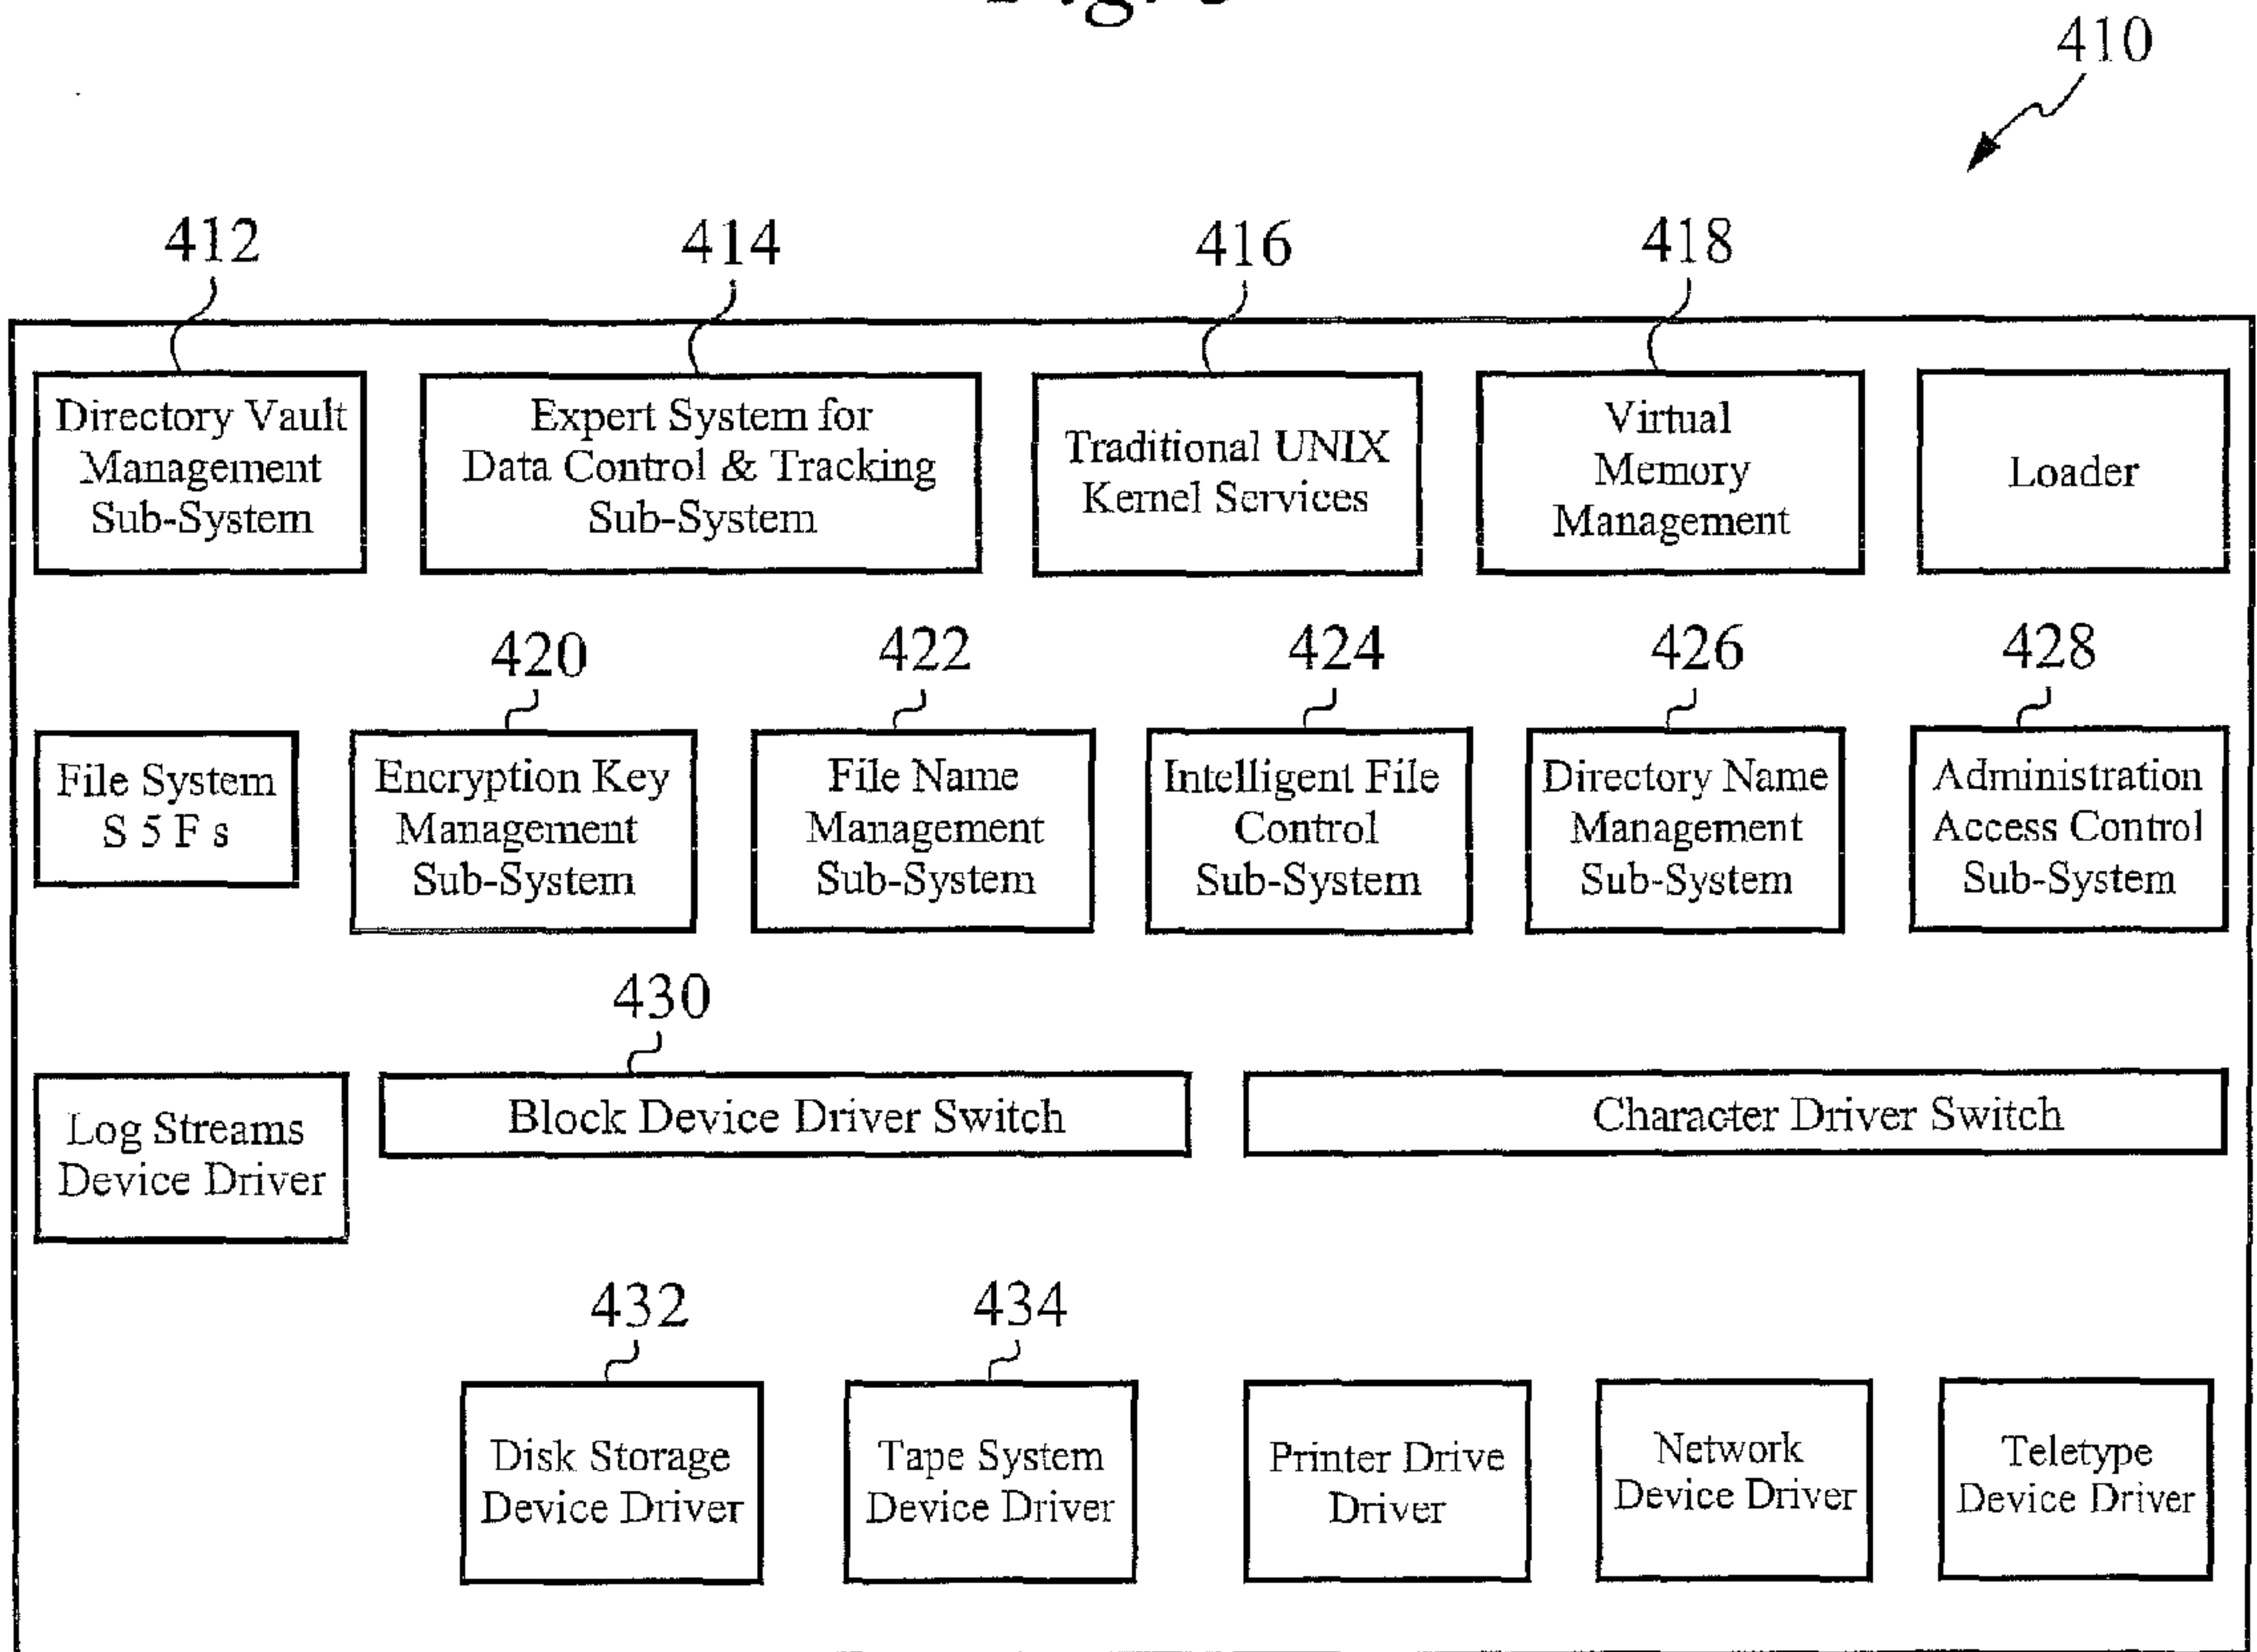 410
412
414
416
418
Directory Vault
Management
Sub-System
Expert System for
Data Control & Tracking
Sub-System
Traditional UNIX
Kernel Services
Virtual
Memory
Management
Loader
420
422
424
426
428
File System
S 5 F s
Encryption Key
Management
Sub-System
File Name
Management
Sub-System
Intelligent File
Control
Sub-System
Directory Name
Management
Sub-System
Administration
Access Control
Sub-System
430
Log Streams
Device Driver
Block Device Driver Switch
Character Driver Switch
432
434
Disk Storage
Device Driver
Tape System
Device Driver
Printer Drive
Driver
Network
Device Driver
Teletype
Device Driver